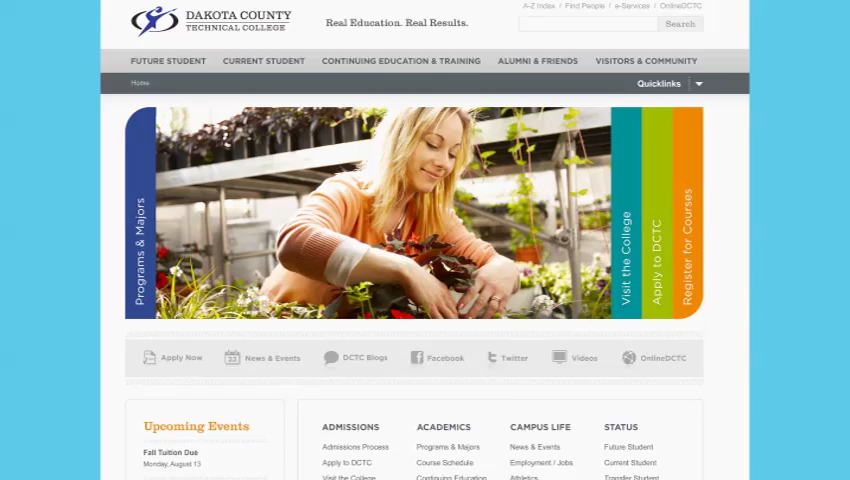 DAKOTA COUNTY
TECHNICAL COLLEGE
Real Education. Real Results.
A-Z Index / Find People / e-Services / OnlineDCTC
Search
FUTURE STUDENT CURRENT STUDENT CONTINUING EDUCATION & TRAINING ALUMNI & FRIENDS VISITORS & COMMUNITY
Home
Quicklinks
Programs & Majors
Visit the College
Apply to DCTC
Register for Courses
Apply Now
23
News & Events
DCTC Blogs
Facebook
Twitter
Videos
OnlineDCTC
Upcoming Events
Fall Tuition Due
Monday, August 13
ADMISSIONS
Admissions Process
Apply to DCTC
Visit the College
ACADEMICS
Programs & Majors
Course Schedule
Continuing Education
CAMPUS LIFE
News & Events
Employment / Jobs
Athletics
STATUS
Future Student
Current Student
Transfer Student